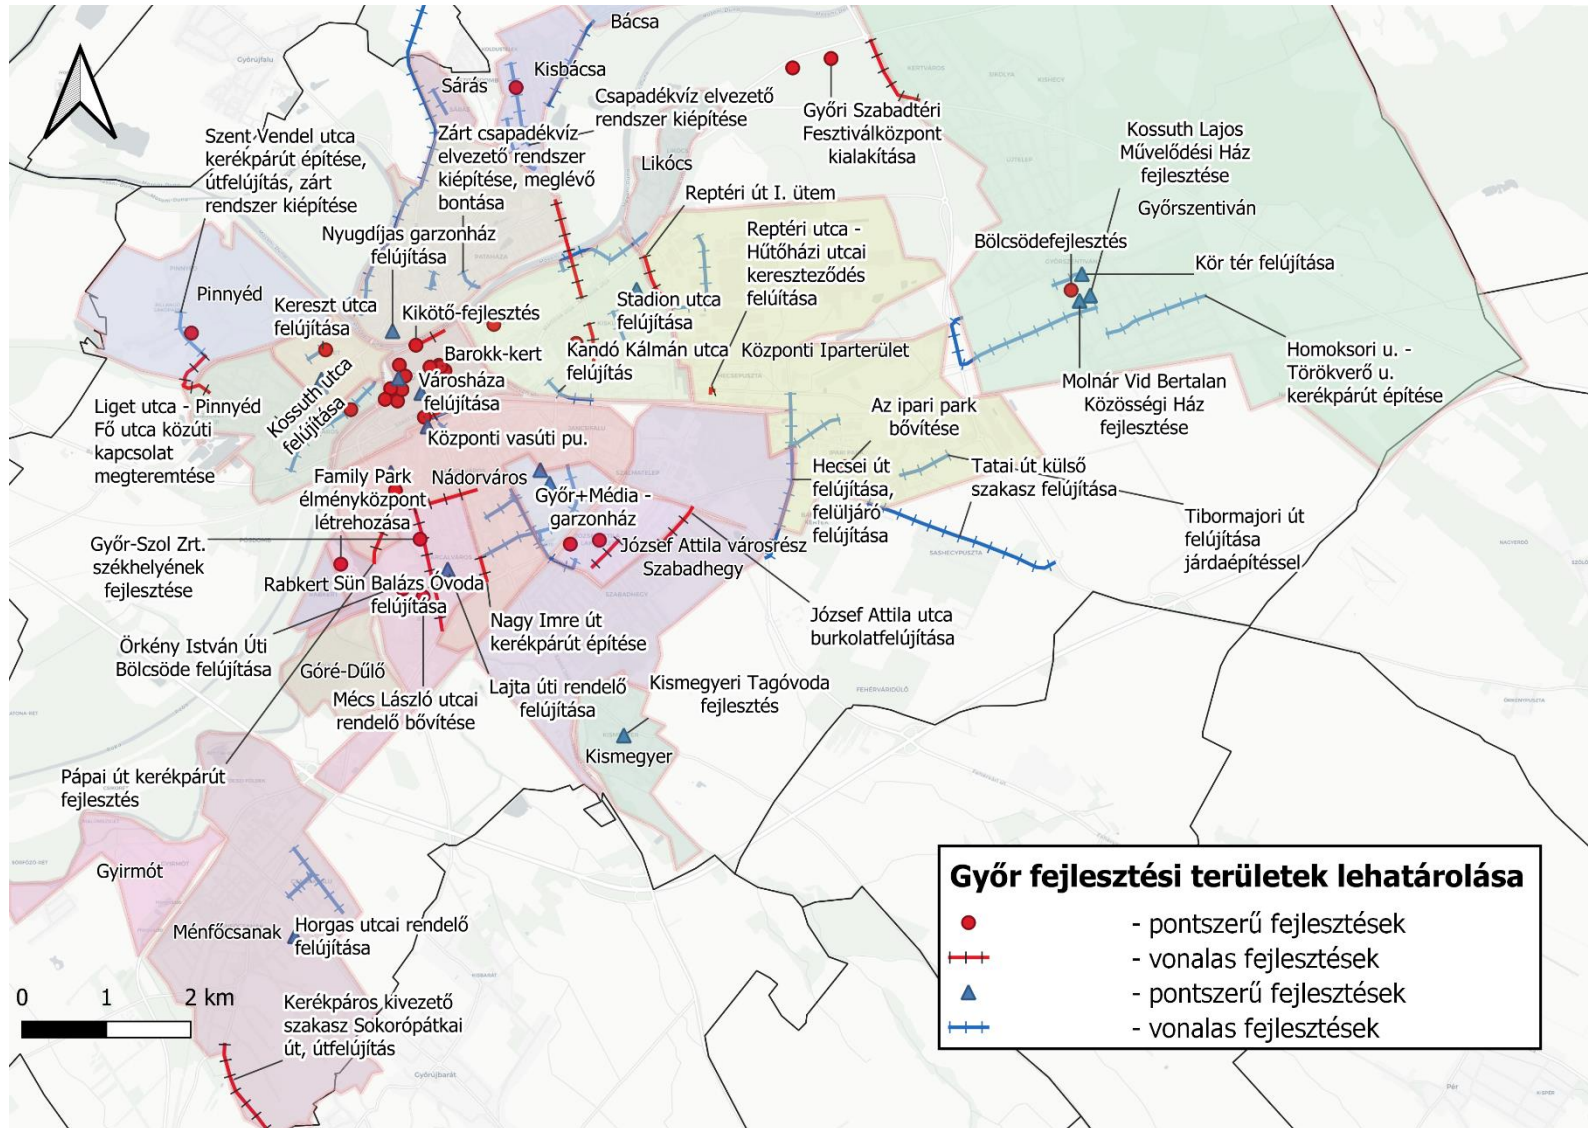 Bácsa
Kisbácsa
Sárás
Csapadékvíz elvezető
rendszer kiépítése
Győri Szabadtéri
Fesztiválközpont
kialakítása
Kossuth Lajos
Művelődési Ház
fejlesztése
Szent Vendel utca
kerékpárút építése,
útfelújítás, zárt
rendszer kiépítése
Zárt csapadékvíz
elvezető rendszer
kiépítése, meglévő
bontása
Likócs
Reptéri út I. ütem
Győrszentiván
Nyugdíjas garzonház
felújítása
Reptéri utca -
Hűtőházi utcai
kereszteződés
felúítása
Bölcsödefejlesztés
Kör tér felújítása
Pinnyéd
Kereszt utca
felújítása
Kikötő-fejlesztés
Stadion utca
felújítása
Barokk-kert
Kandó Kálmán utca
felújítás
Központi Iparterület
Homoksori u. -
Törökverő u.
kerékpárút építése
Városháza
felújítása
Kossuth utca
felújítása
Molnár Vid Bertalan
Közösségi Ház
fejlesztése
Liget utca - Pinnyéd
Fő utca közúti
kapcsolat
megteremtése
Az ipari park
bővítése
Központi vasúti pu.
Family Park
élményközpont
létrehozása
Nádorváros
Hecsei út
felújítása,
felüljáró
felújítása
Tatai út külső
szakasz felújítása
Győr+Média -
garzonház
Tibormajori út
felújítása
járdaépítéssel
Győr-Szol Zrt.
székhelyének
fejlesztése
József Attila városrész
Szabadhegy
Rabkert
Sün Balázs Óvoda
felújítása
Nagy Imre út
kerékpárút építése
József Attila utca
burkolatfelújítása
Örkény István Úti
Bölcsöde felújítása
Góré-Dűlő
Mécs László utcai
rendelő bővítése
Lajta úti rendelő
felújítása
Kismegyeri Tagóvoda
fejlesztés
Kismegyer
Pápai út kerékpárút
fejlesztés
Gyirmót
Ménfőcsanak
Horgas utcai rendelő
felújítása
Kerékpáros kivezető
szakasz Sokorópátkai
út, útfelújítás
0 1 2 km
Győr fejlesztési területek lehatárolása
- pontszerű fejlesztések
- vonalas fejlesztések
- pontszerű fejlesztések
- vonalas fejlesztések
Győrújfalu
Győrújbarát
Pér
FEHÉRVÁRIDŰLŐ
SASHEGYPUSZTA